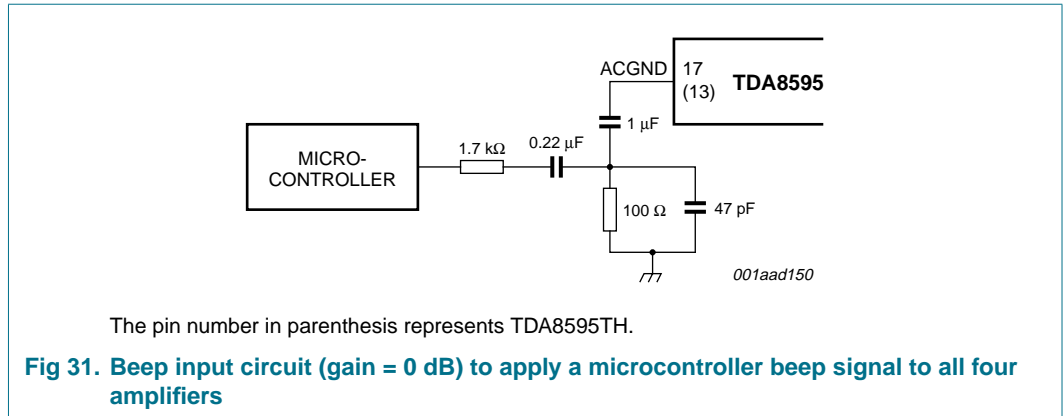 ACGND
17
(13)
TDA8595
1 μF
1.7 kΩ
0.22 μF
MICRO-
CONTROLLER
100 Ω
47 pF
001aad150
The pin number in parenthesis represents TDA8595TH.
Fig 31. Beep input circuit (gain = 0 dB) to apply a microcontroller beep signal to all four
amplifiers